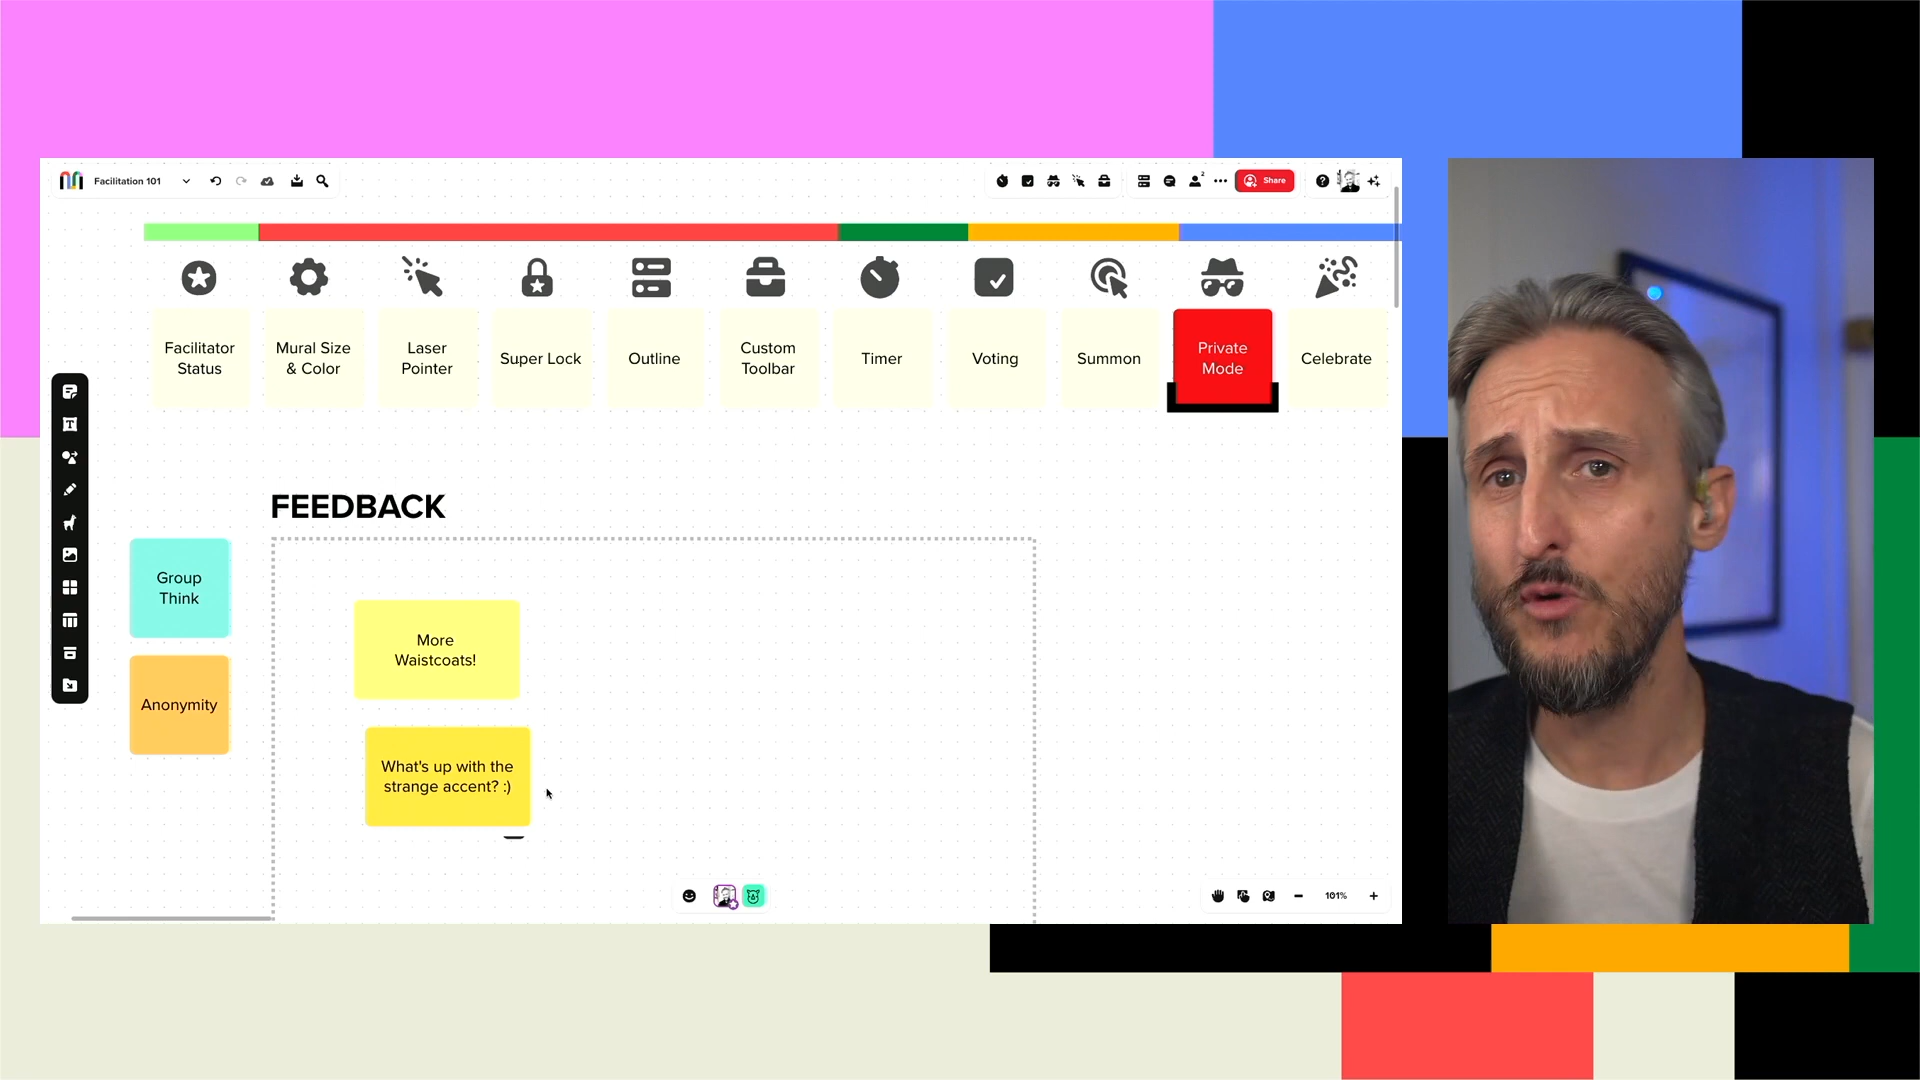 Facilitation 101
2
Share
Facilitator
Status
Mural Size
& Color
Laser
Pointer
Super Lock
Outline
Custom
Toolbar
Timer
Voting
Summon
Private
Mode
Celebrate
FEEDBACK
Group
Think
Anonymity
More
Waistcoats!
What's up with the
strange accent? :)
101%